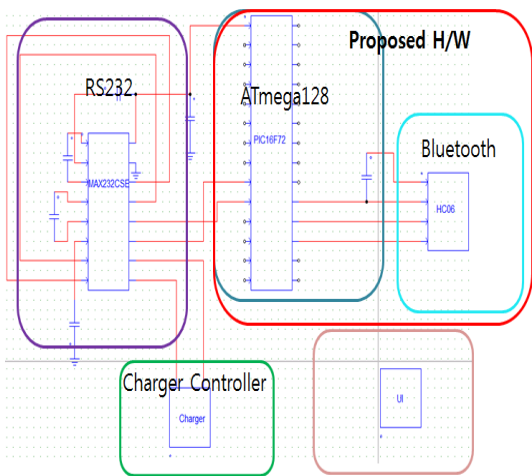 Proposed H/W
RS232
ATmega128
PIC16F72
Bluetooth
MAX232CSE
HC06
Charger Controller
Charger
UI